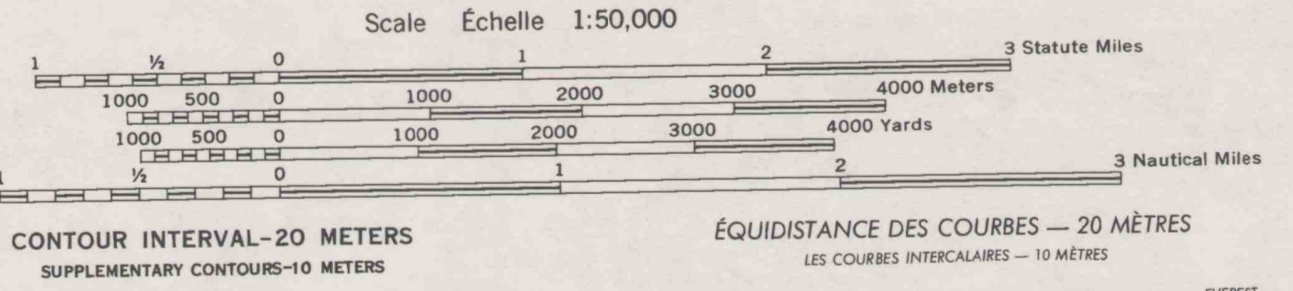 Scale Échelle 1:50,000
1 ½ 0 1 2 3 Statute Miles
1000 500 0 1000 2000 3000 4000 Meters
1000 500 0 1000 2000 3000 4000 Yards
1 ½ 0 1 2 3 Nautical Miles
CONTOUR INTERVAL-20 METERS
SUPPLEMENTARY CONTOURS-10 METERS
ÉQUIDISTANCE DES COURBES — 20 MÈTRES
LES COURBES INTERCALAIRES — 10 MÈTRES
EVEREST